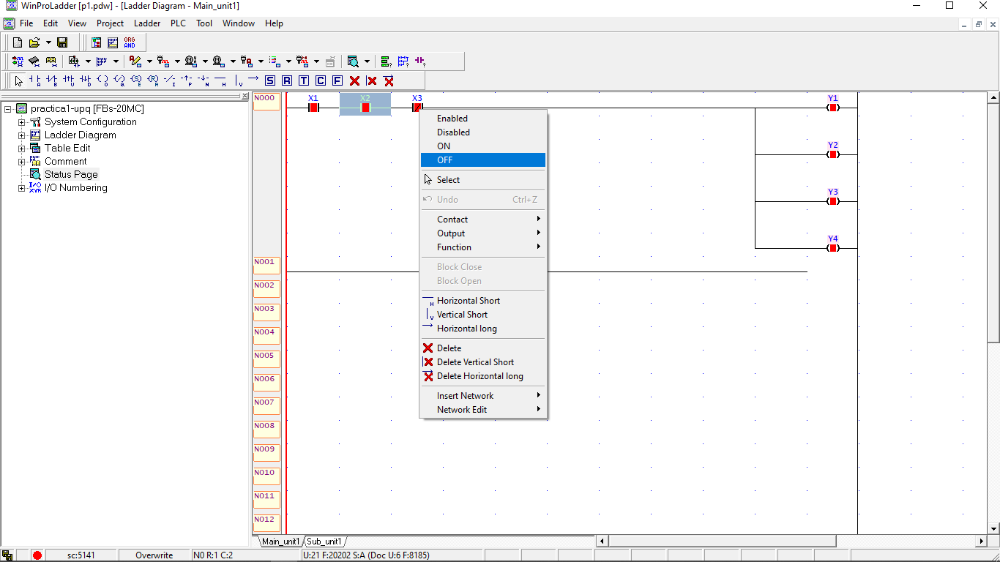 WinProLadder [p1.pdw] - [Ladder Diagram - Main_unit1]
File Edit View Project Ladder PLC Tool Window Help
ORG
AND
A B U D O Q S R I P N H V S R T C F
practica1-upq [FBs-20MC]
System Configuration
Ladder Diagram
Table Edit
Comment
Status Page
I/O Numbering
N000 X1 X2 X3 Y1
Enabled
Disabled
ON
Y2
OFF
Select
Y3
Undo Ctrl+Z
Contact
Output
Y4
Function
N001
Block Close
Block Open
N002
Horizontal Short
N003
Vertical Short
Horizontal long
N004
Delete
N005
Delete Vertical Short
Delete Horizontal long
N006
Insert Network
N007
Network Edit
N008
N009
N010
N011
N012
Main_unit1 Sub_unit1
sc:5141 Overwrite N0 R:1 C:2 U:21 F:20202 S:A (Doc U:6 F:8185)